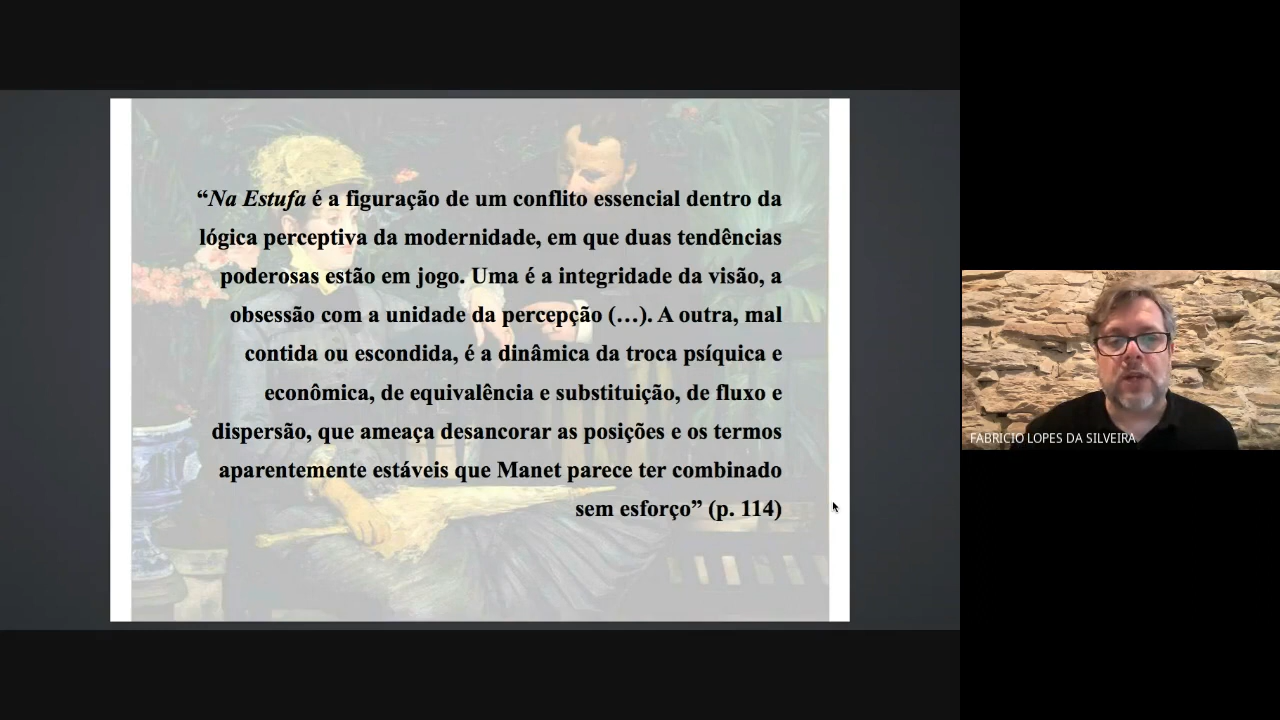 “Na Estufa é a figuração de um conflito essencial dentro da
lógica perceptiva da modernidade, em que duas tendências
poderosas estão em jogo. Uma é a integridade da visão, a
obsessão com a unidade da percepção (…). A outra, mal
contida ou escondida, é a dinâmica da troca psíquica e
econômica, de equivalência e substituição, de fluxo e
dispersão, que ameaça desancorar as posições e os termos
aparentemente estáveis que Manet parece ter combinado
sem esforço” (p. 114)
FABRICIO LOPES DA SILVEIRA